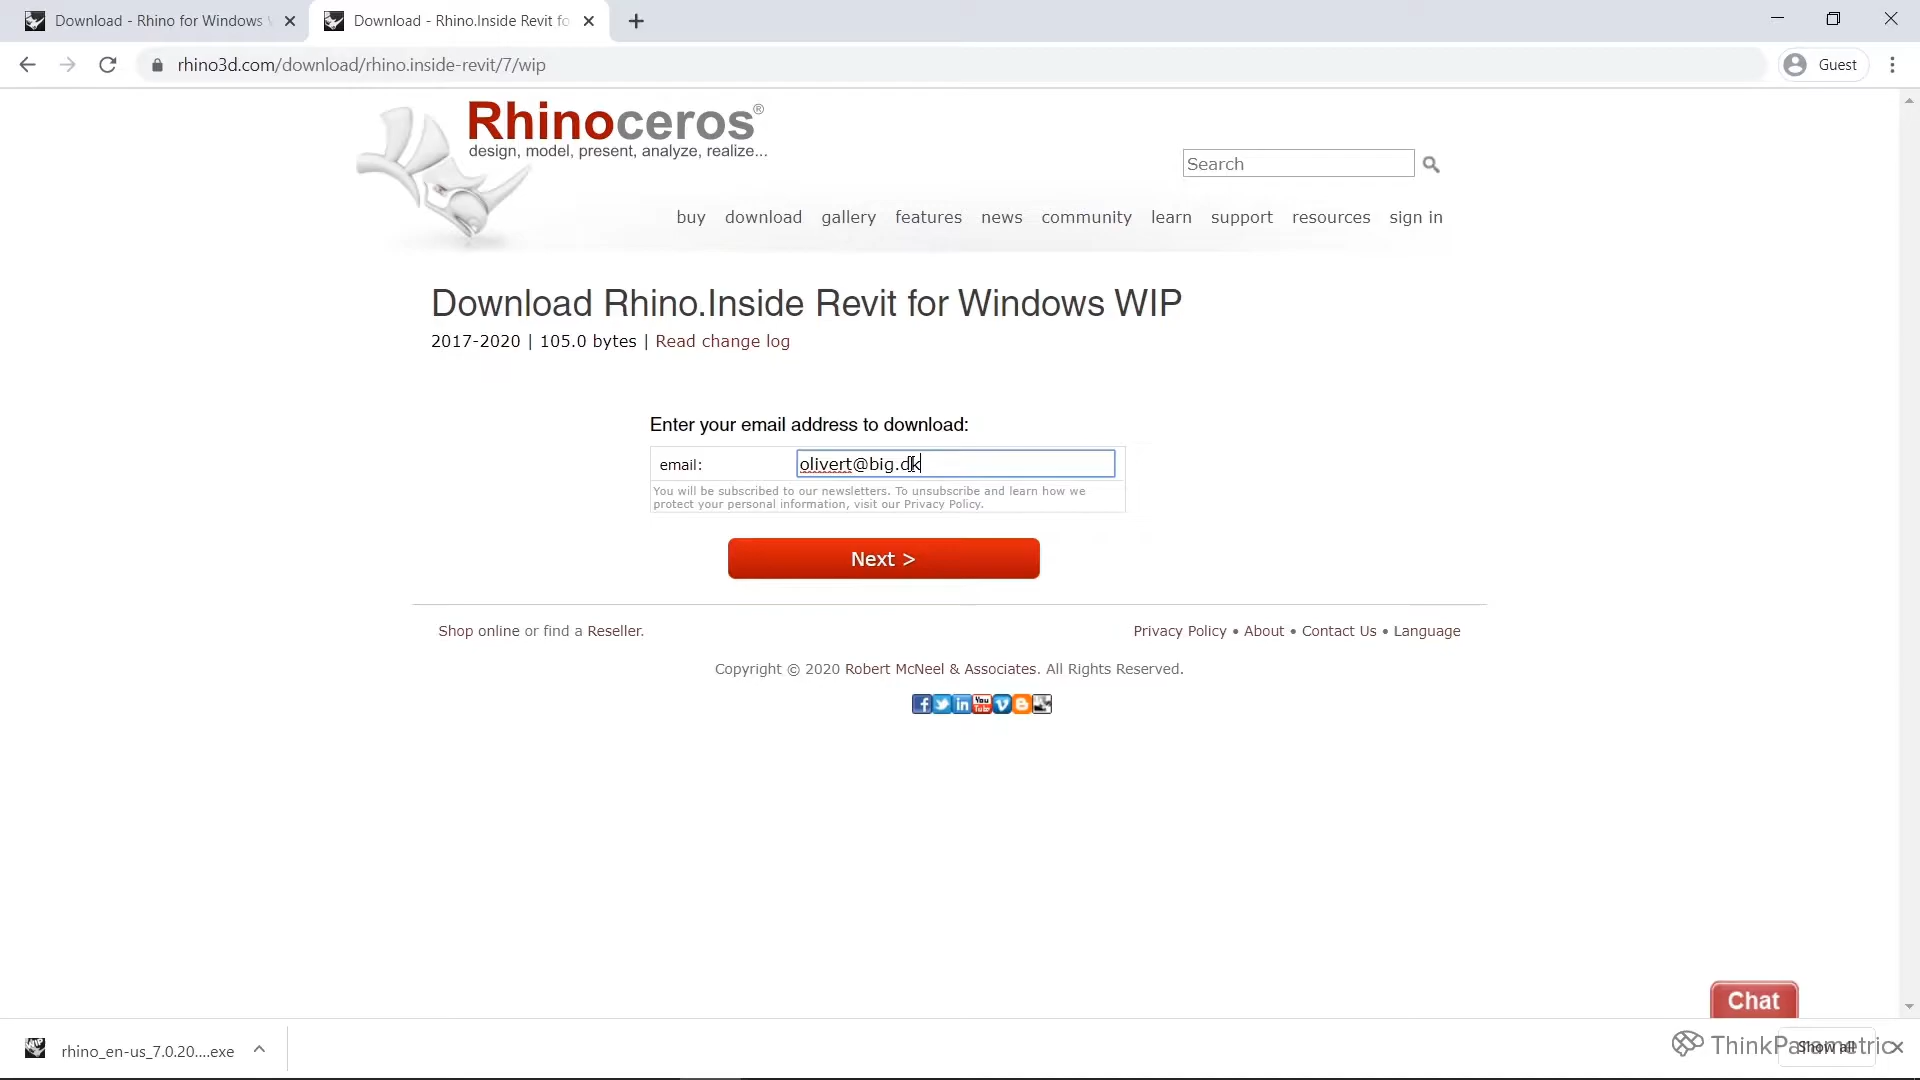 Download - Rhino for Windows
Download - Rhino.Inside Revit fo
rhino3d.com/download/rhino.inside-revit/7/wip
Guest
Rhinoceros®
design, model, present, analyze, realize...
Search
buy download gallery features news community learn support resources sign in
Download Rhino.Inside Revit for Windows WIP
2017-2020 | 105.0 bytes | Read change log
Enter your email address to download:
email: olivert@big.dk
You will be subscribed to our newsletters. To unsubscribe and learn how we
protect your personal information, visit our Privacy Policy.
Next >
Shop online or find a Reseller.
Privacy Policy • About • Contact Us • Language
Copyright © 2020 Robert McNeel & Associates. All Rights Reserved.
Chat
rhino_en-us_7.0.20....exe
ThinkParametric
Show all